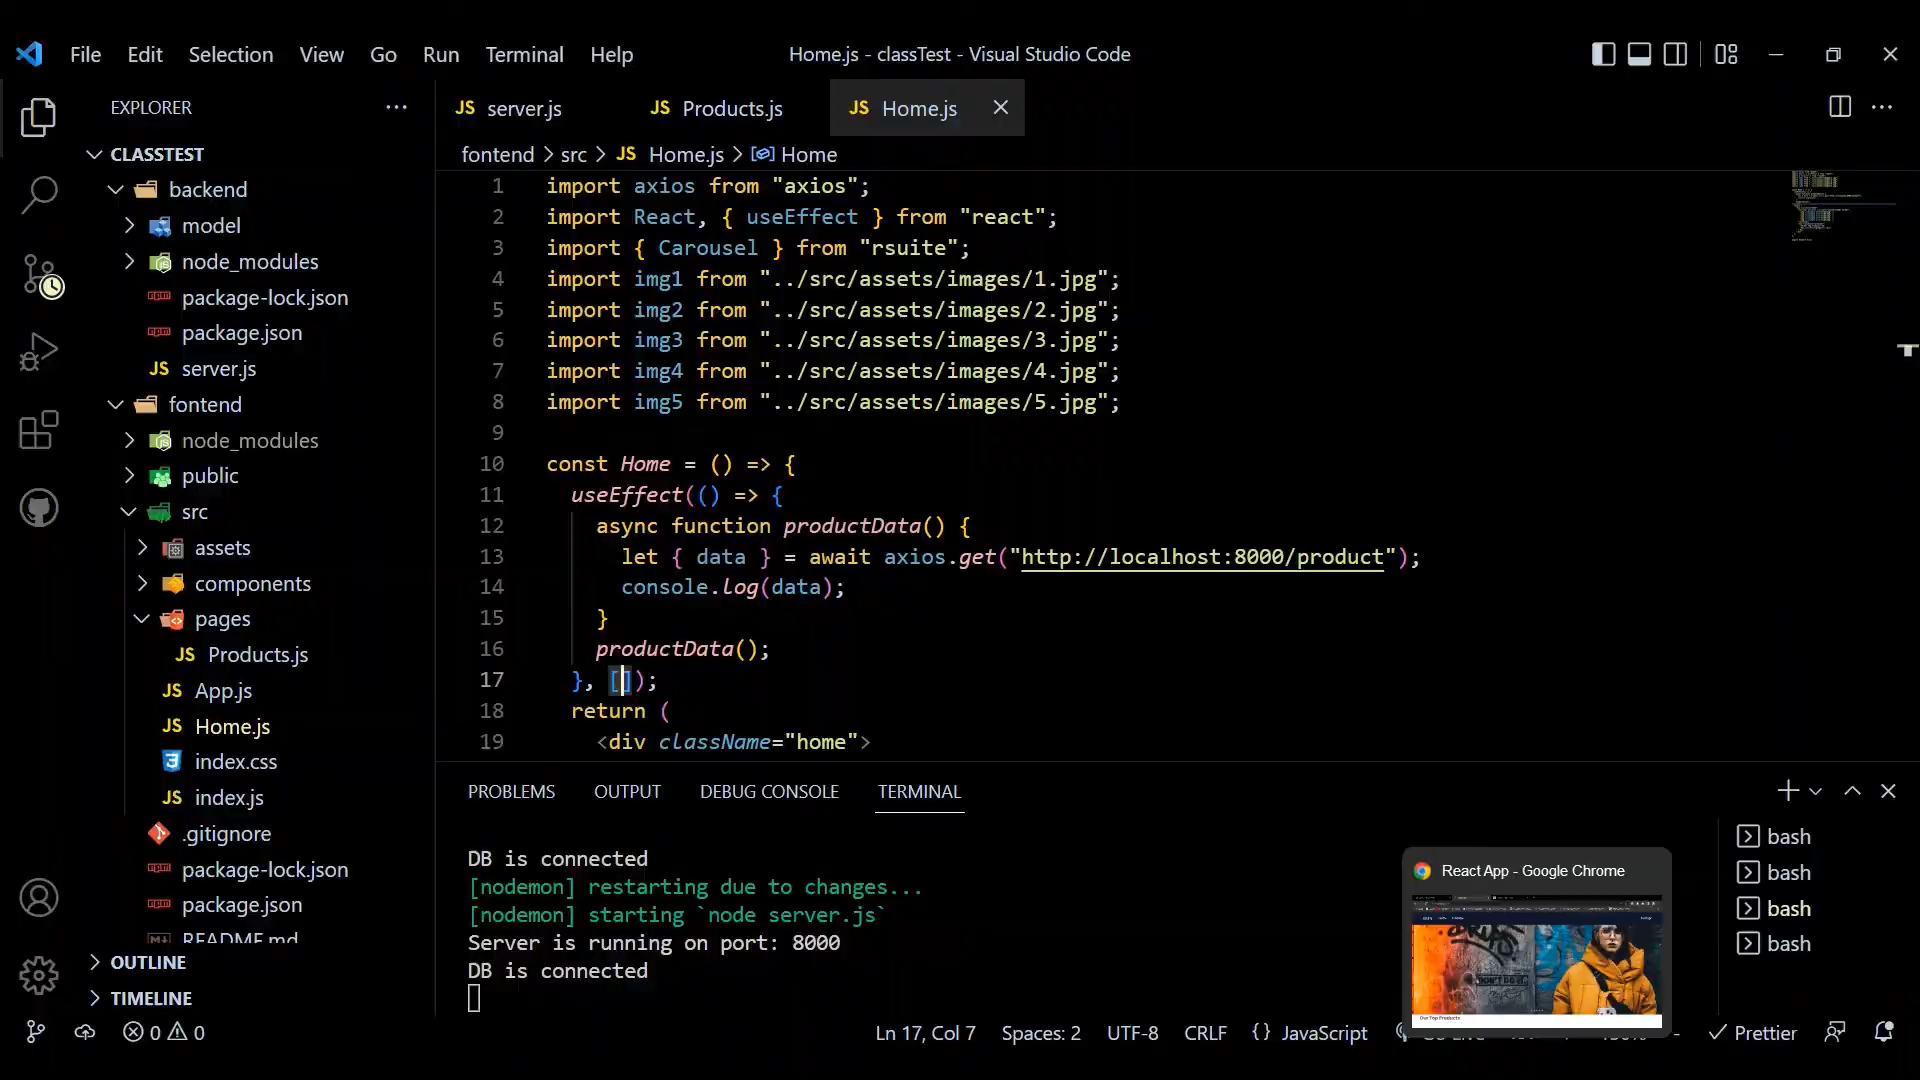 File Edit Selection View Go Run Terminal Help
Home.js - classTest - Visual Studio Code
EXPLORER
CLASSTEST
backend
model
node_modules
package-lock.json
package.json
server.js
fontend
node_modules
public
src
assets
components
pages
Products.js
App.js
Home.js
index.css
index.js
.gitignore
package-lock.json
package.json
README.md
OUTLINE
TIMELINE
JS server.js
JS Products.js
JS Home.js
fontend > src > JS Home.js > Home
1 import axios from "axios";
2 import React, { useEffect } from "react";
3 import { Carousel } from "rsuite";
4 import img1 from "../src/assets/images/1.jpg";
5 import img2 from "../src/assets/images/2.jpg";
6 import img3 from "../src/assets/images/3.jpg";
7 import img4 from "../src/assets/images/4.jpg";
8 import img5 from "../src/assets/images/5.jpg";
9
10 const Home = () => {
11 useEffect(() => {
12 async function productData() {
13 let { data } = await axios.get("http://localhost:8000/product");
14 console.log(data);
15 }
16 productData();
17 }, []);
18 return (
19 <div className="home">
PROBLEMS OUTPUT DEBUG CONSOLE TERMINAL
DB is connected
[nodemon] restarting due to changes...
[nodemon] starting `node server.js`
Server is running on port: 8000
DB is connected
bash
bash
bash
bash
React App - Google Chrome
Our Top Products
0 0
Ln 17, Col 7 Spaces: 2 UTF-8 CRLF {} JavaScript
Prettier